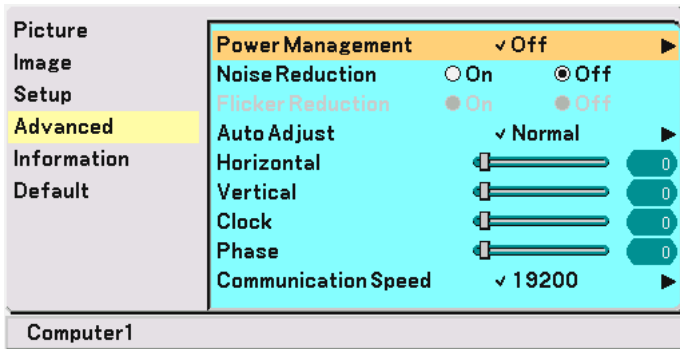 Picture
Image
Setup
Advanced
Information
Default
Power Management ✓ Off
Noise Reduction On Off
Flicker Reduction On Off
Auto Adjust ✓ Normal
Horizontal 0
Vertical 0
Clock 0
Phase 0
Communication Speed ✓ 19200
Computer1